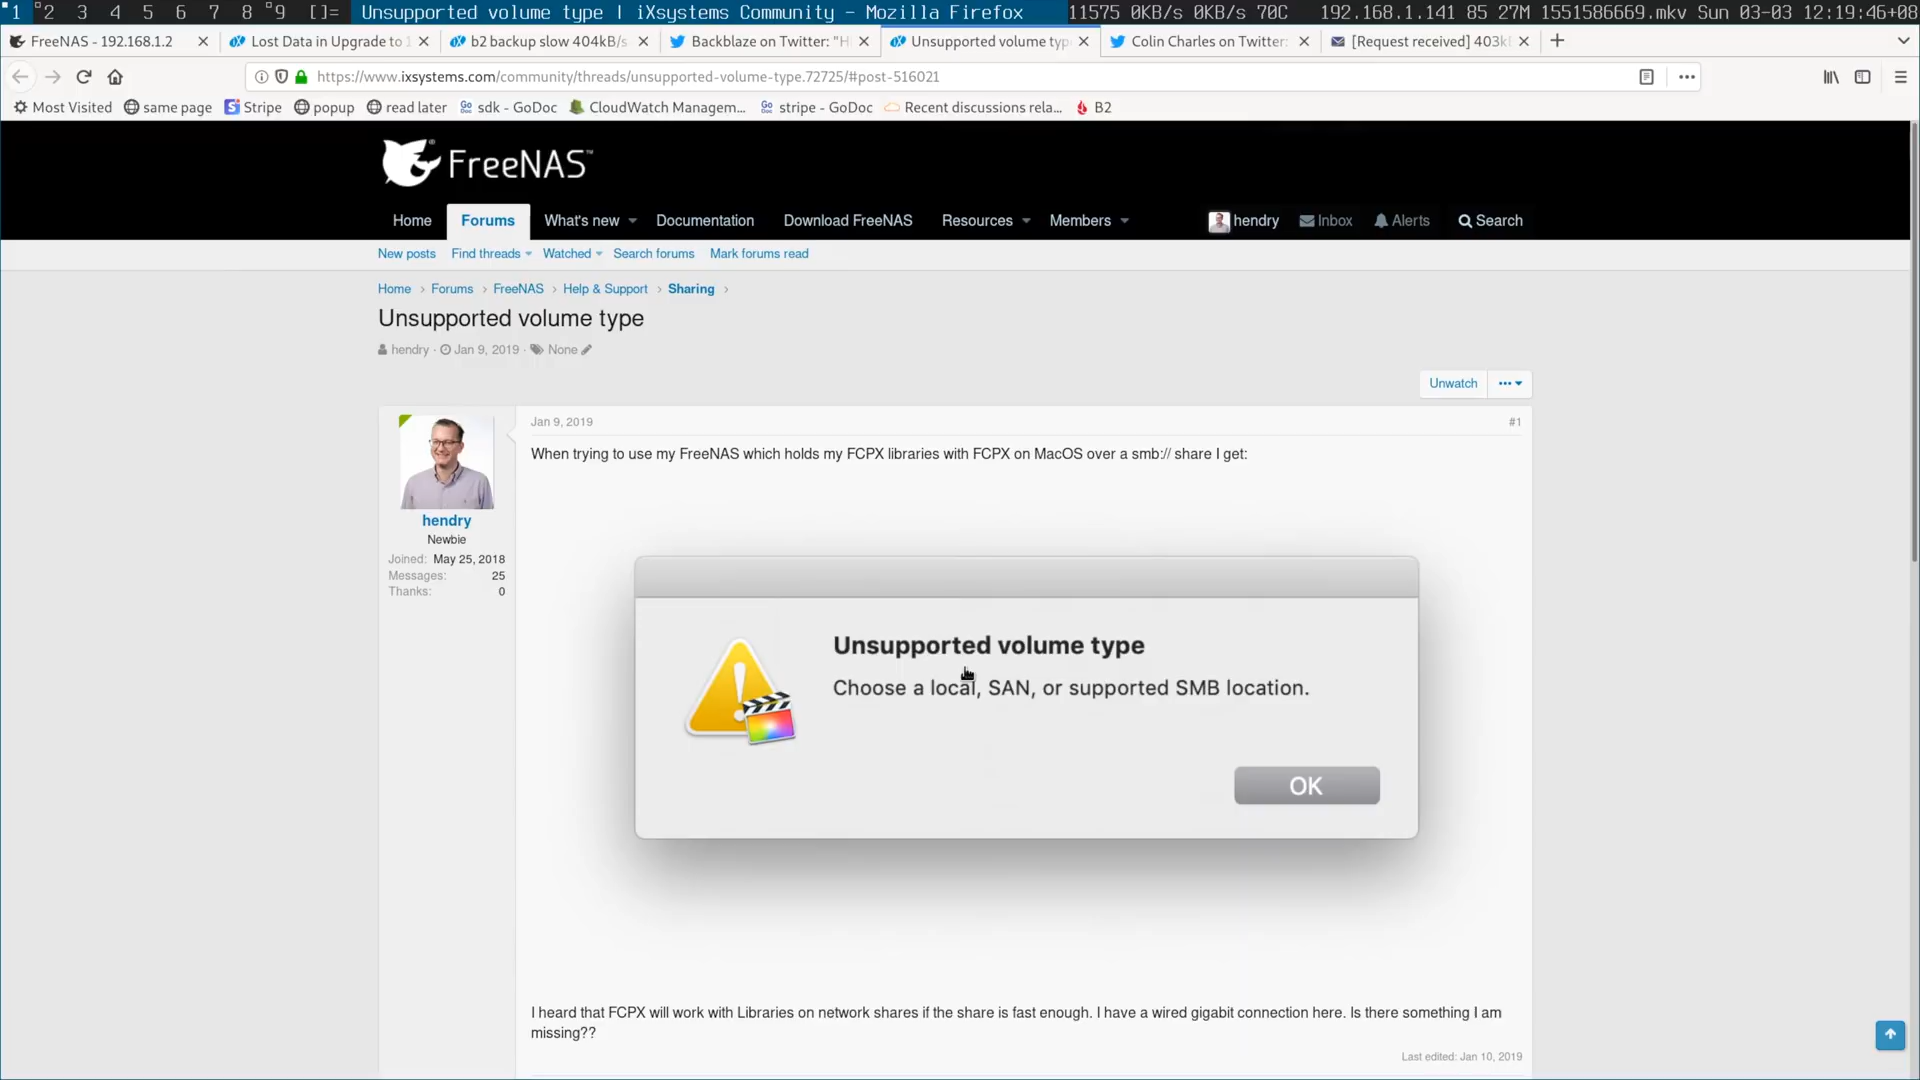 1 2 3 4 5 6 7 8 9 []= Unsupported volume type | iXsystems Community - Mozilla Firefox 11575 0KB/s 0KB/s 70C 192.168.1.141 85 27M 1551586669.mkv Sun 03-03 12:19:46+08
FreeNAS - 192.168.1.2 Lost Data in Upgrade to b2 backup slow 404kB/s Backblaze on Twitter: "H Unsupported volume typ Colin Charles on Twitter: [Request received] 403k
https://www.ixsystems.com/community/threads/unsupported-volume-type.72725/#post-516021
Most Visited same page Stripe popup read later sdk - GoDoc CloudWatch Managem... stripe - GoDoc Recent discussions rela... B2
FreeNAS™
Home Forums What's new Documentation Download FreeNAS Resources Members hendry Inbox Alerts Search
New posts Find threads Watched Search forums Mark forums read
Home > Forums > FreeNAS > Help & Support > Sharing >
Unsupported volume type
hendry · Jan 9, 2019 · None
Unwatch •••
Jan 9, 2019 #1
When trying to use my FreeNAS which holds my FCPX libraries with FCPX on MacOS over a smb:// share I get:
hendry
Newbie
Joined: May 25, 2018
Messages: 25
Thanks: 0
Unsupported volume type
Choose a local, SAN, or supported SMB location.
OK
I heard that FCPX will work with Libraries on network shares if the share is fast enough. I have a wired gigabit connection here. Is there something I am
missing??
Last edited: Jan 10, 2019